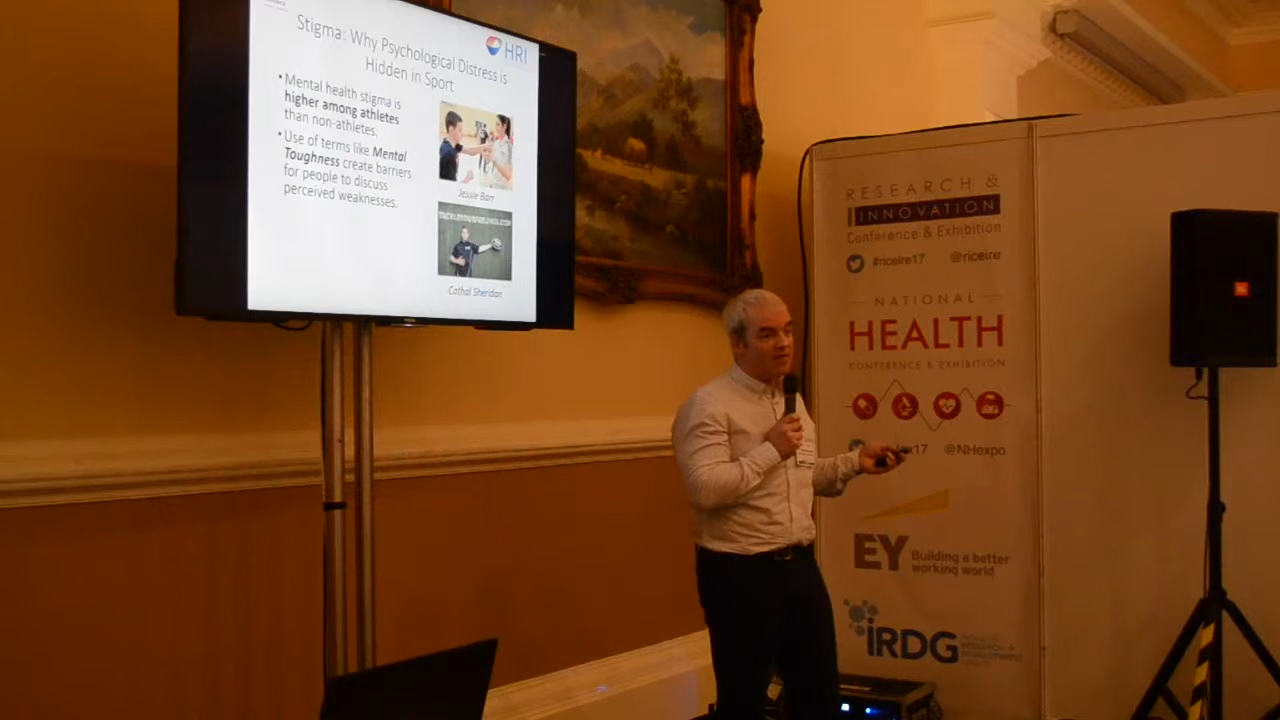 Stigma: Why Psychological Distress is
Hidden in Sport
HRI
• Mental health stigma is
higher among athletes
than non-athletes.
• Use of terms like Mental
Toughness create barriers
for people to discuss
perceived weaknesses.
Jessie Barr
Cathal Sheridan
RESEARCH &
INNOVATION
Conference & Exhibition
#riceire17 @riceire
NATIONAL
HEALTH
CONFERENCE & EXHIBITION
@NHexpo
EY Building a better
working world
iRDG
JBL